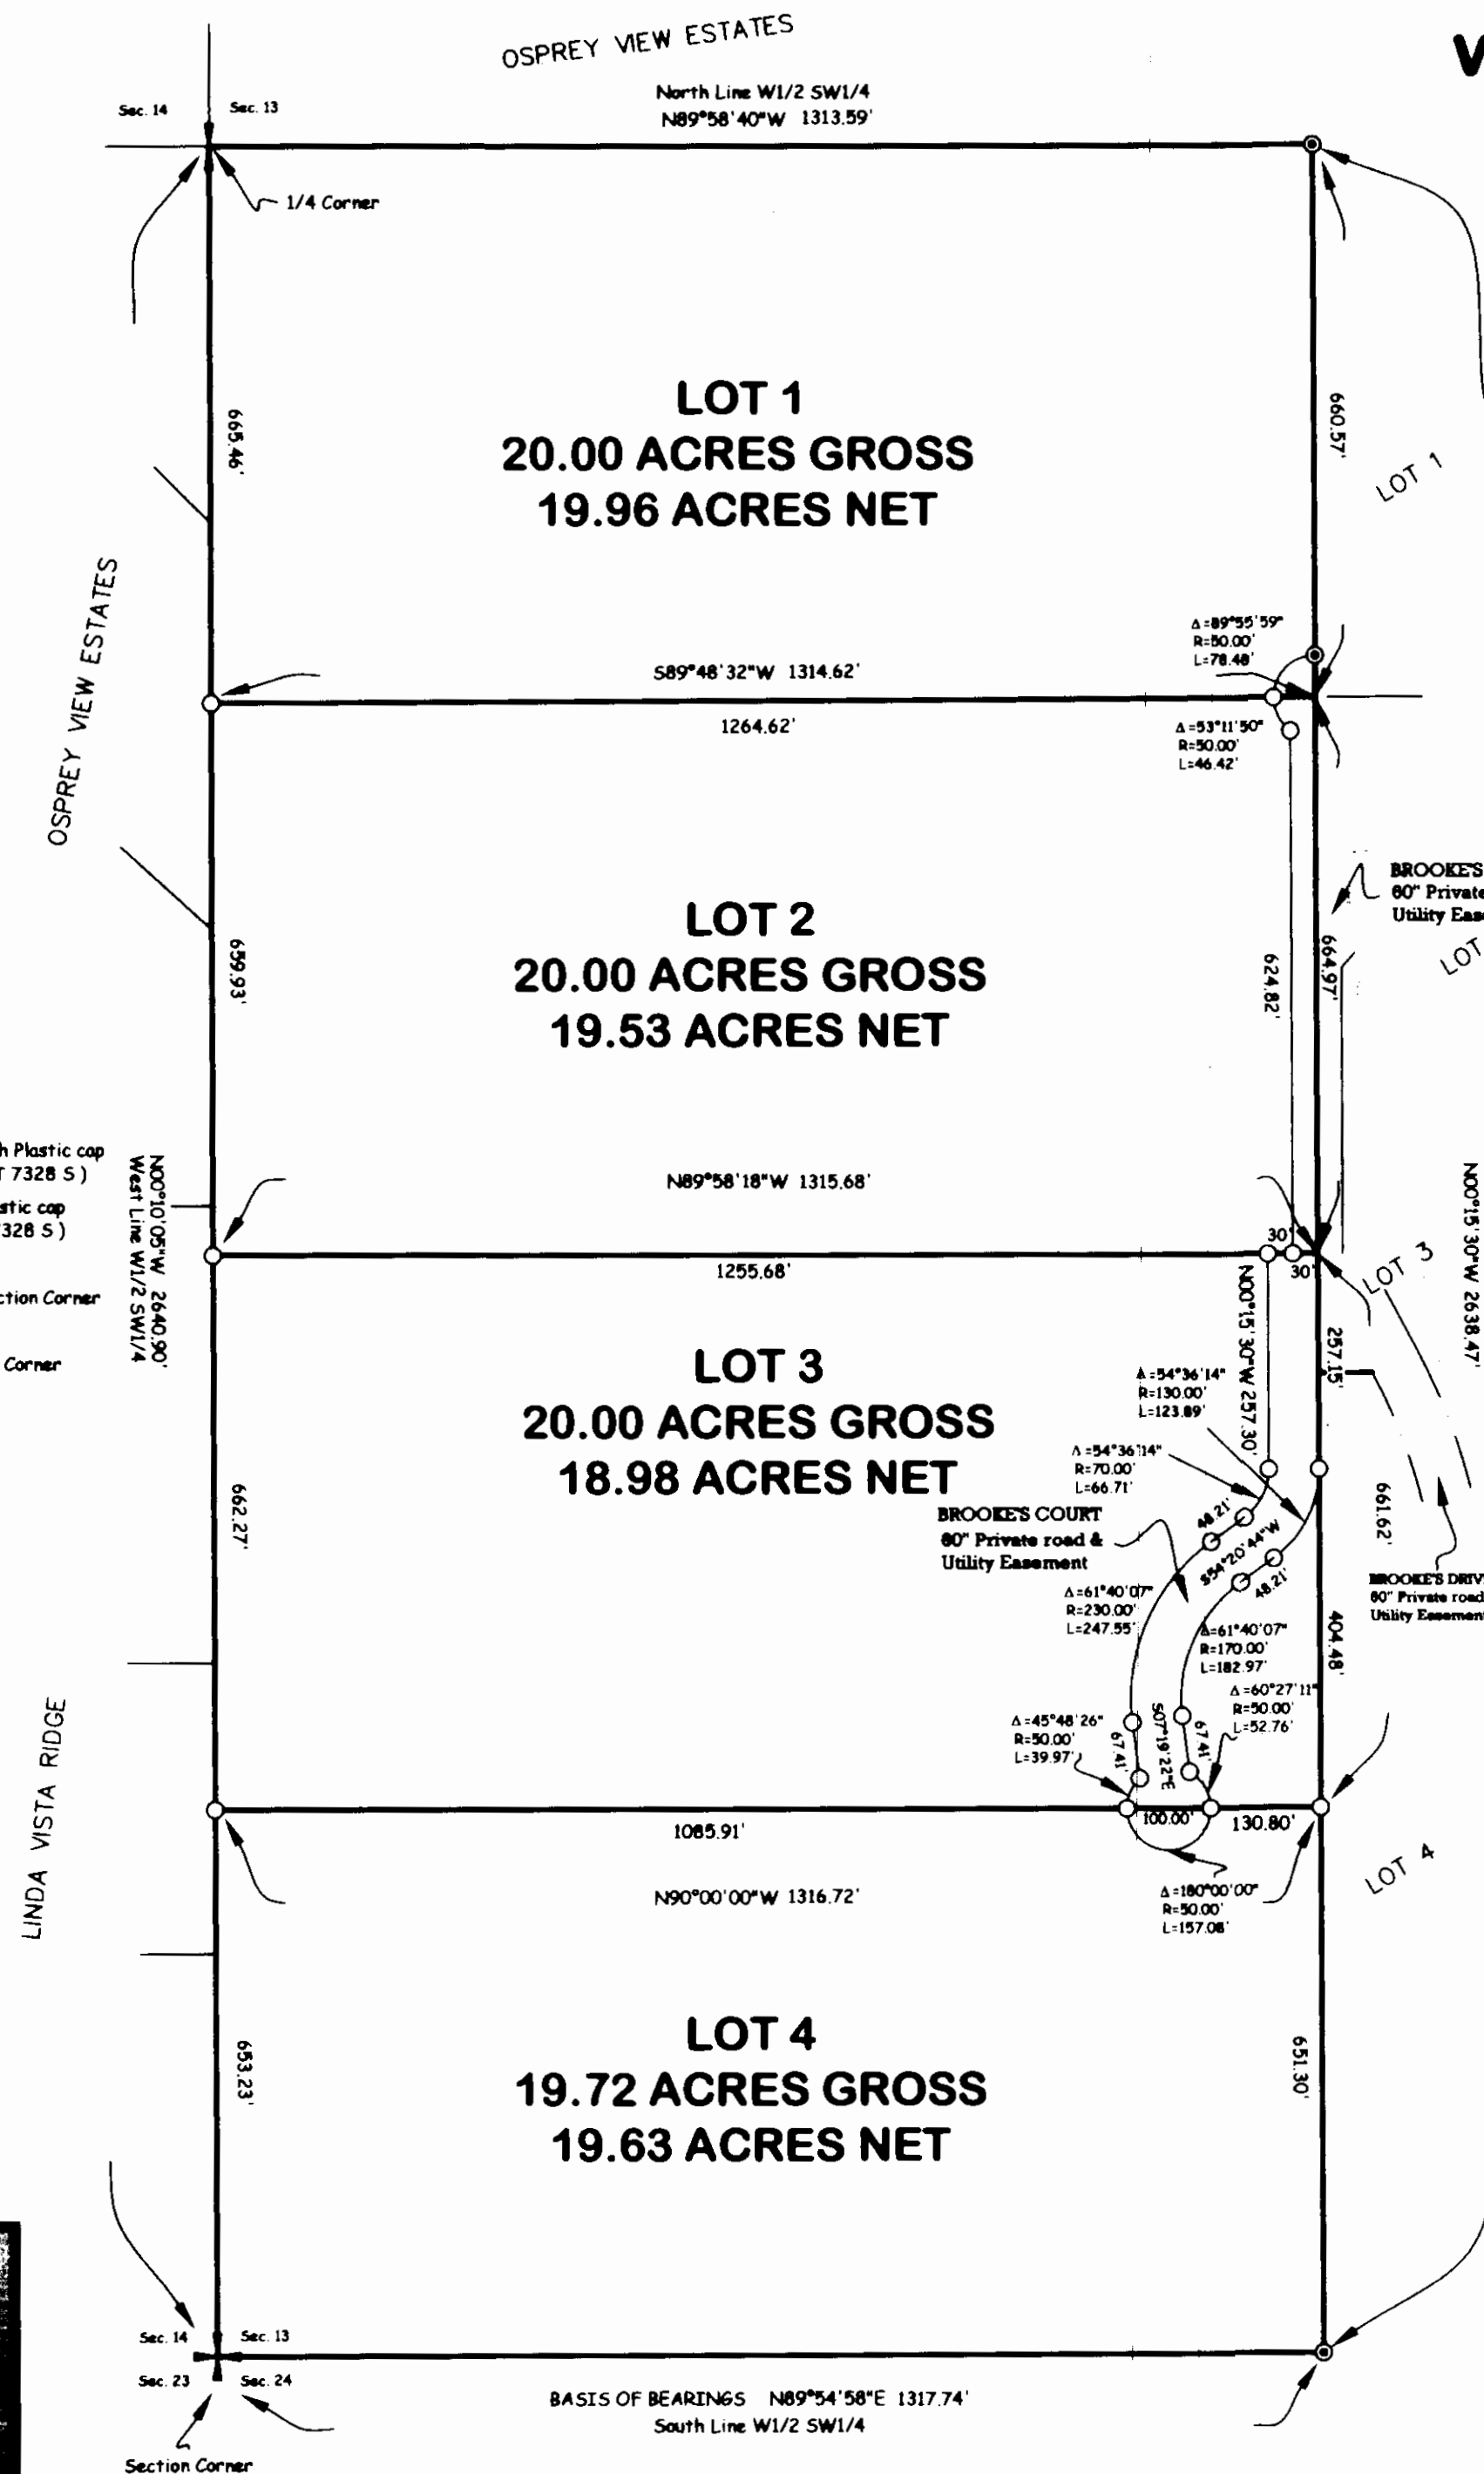 OSPREY VIEW ESTATES
North Line W1/2 SW1/4
N89°58'40"W 1313.59'
Sec. 14
Sec. 13
1/4 Corner
665.46'
LOT 1
20.00 ACRES GROSS
19.96 ACRES NET
660.57'
LOT 1
OSPREY VIEW ESTATES
Δ=89°55'59"
R=50.00'
L=78.48'
S89°48'32"W 1314.62'
1264.62'
Δ=53°11'50"
R=50.00'
L=46.42'
659.93'
LOT 2
20.00 ACRES GROSS
19.53 ACRES NET
624.82'
664.97'
BROOKE'S
60" Private
Utility Eas
LOT
h Plastic cap
T 7328 S )
stic cap
328 S )
ction Corner
Corner
N00°10'05"W 2640.90'
West Line W1/2 SW1/4
N89°58'18"W 1315.68'
1255.68'
30'
30'
LOT 3
N00°15'30"W 2638.47'
N00°15'30"W 257.30'
257.15'
662.27'
LOT 3
20.00 ACRES GROSS
18.98 ACRES NET
Δ=54°36'14"
R=130.00'
L=123.89'
Δ=54°36'14"
R=70.00'
L=66.71'
BROOKE'S COURT
60" Private road &
Utility Easement
48.21'
S54°20'44"W
48.21'
661.62'
BROOKE'S DRIV
60" Private road
Utility Easement
404.48'
Δ=61°40'07"
R=230.00'
L=247.55'
Δ=61°40'07"
R=170.00'
L=182.97'
Δ=60°27'11"
R=50.00'
L=52.76'
Δ=45°48'26"
R=50.00'
L=39.97'
67.41'
S07°19'22"E
67.41'
LINDA VISTA RIDGE
1085.91'
100.00'
130.80'
N90°00'00"W 1316.72'
Δ=180°00'00"
R=50.00'
L=157.08'
LOT 4
653.23'
LOT 4
19.72 ACRES GROSS
19.63 ACRES NET
651.30'
Sec. 14
Sec. 13
Sec. 23
Sec. 24
BASIS OF BEARINGS N89°54'58"E 1317.74'
South Line W1/2 SW1/4
Section Corner